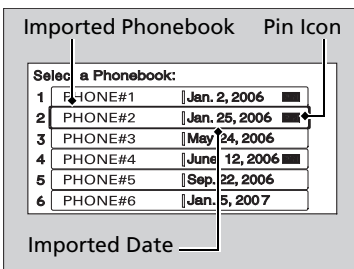 Imported Phonebook Pin Icon
Select a Phonebook:
1 PHONE#1 Jan. 2, 2006
2 PHONE#2 Jan. 25, 2006
3 PHONE#3 May 24, 2006
4 PHONE#4 June 12, 2006
5 PHONE#5 Sep. 22, 2006
6 PHONE#6 Jan. 5, 2007
Imported Date